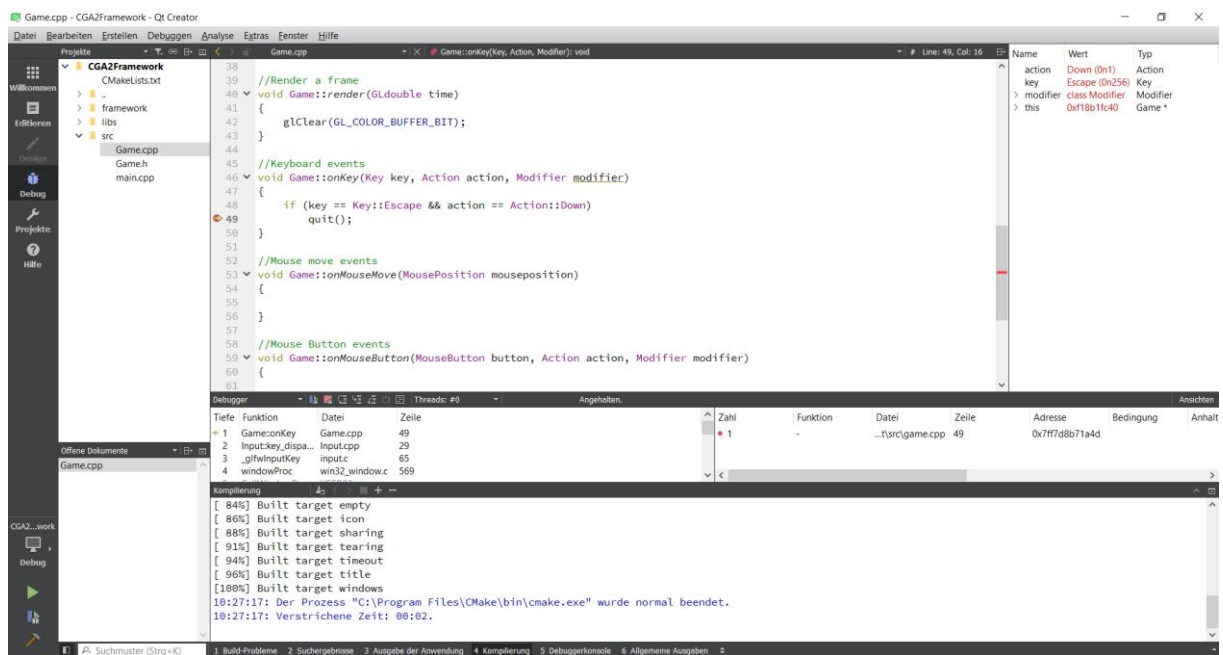 Game.cpp - CGA2Framework - Qt Creator
Datei Bearbeiten Erstellen Debuggen Analyse Extras Fenster Hilfe
Projekte
Game.cpp
Game::onKey(Key, Action, Modifier): void
# Line: 49, Col: 16
Willkommen
Editieren
Design
Debug
Projekte
Hilfe
CGA2Framework
CMakeLists.txt
..
framework
libs
src
Game.cpp
Game.h
main.cpp
38
39 //Render a frame
40 void Game::render(GLdouble time)
41 {
42 glClear(GL_COLOR_BUFFER_BIT);
43 }
44
45 //Keyboard events
46 void Game::onKey(Key key, Action action, Modifier modifier)
47 {
48 if (key == Key::Escape && action == Action::Down)
49 quit();
50 }
51
52 //Mouse move events
53 void Game::onMouseMove(MousePosition mouseposition)
54 {
55
56 }
57
58 //Mouse Button events
59 void Game::onMouseButton(MouseButton button, Action action, Modifier modifier)
60 {
61
Name Wert Typ
action Down (0n1) Action
key Escape (0n256) Key
modifier class Modifier Modifier
this 0xf18b1fc40 Game *
Debugger Threads: #0 Angehalten. Ansichten
Tiefe Funktion Datei Zeile
1 Game:onKey Game.cpp 49
2 Input:key_dispa... Input.cpp 29
3 _glfwInputKey input.c 65
4 windowProc win32_window.c 569
Zahl Funktion Datei Zeile Adresse Bedingung Anhalt
1 - ...t\src\game.cpp 49 0x7ff7d8b71a4d
Offene Dokumente
Game.cpp
Kompilierung
[ 84%] Built target empty
[ 86%] Built target icon
[ 88%] Built target sharing
[ 91%] Built target tearing
[ 94%] Built target timeout
[ 96%] Built target title
[100%] Built target windows
10:27:17: Der Prozess "C:\Program Files\CMake\bin\cmake.exe" wurde normal beendet.
10:27:17: Verstrichene Zeit: 00:02.
CGA2...work
Debug
Suchmuster (Strg+K)
1 Build-Probleme 2 Suchergebnisse 3 Ausgabe der Anwendung 4 Kompilierung 5 Debuggerkonsole 6 Allgemeine Ausgaben